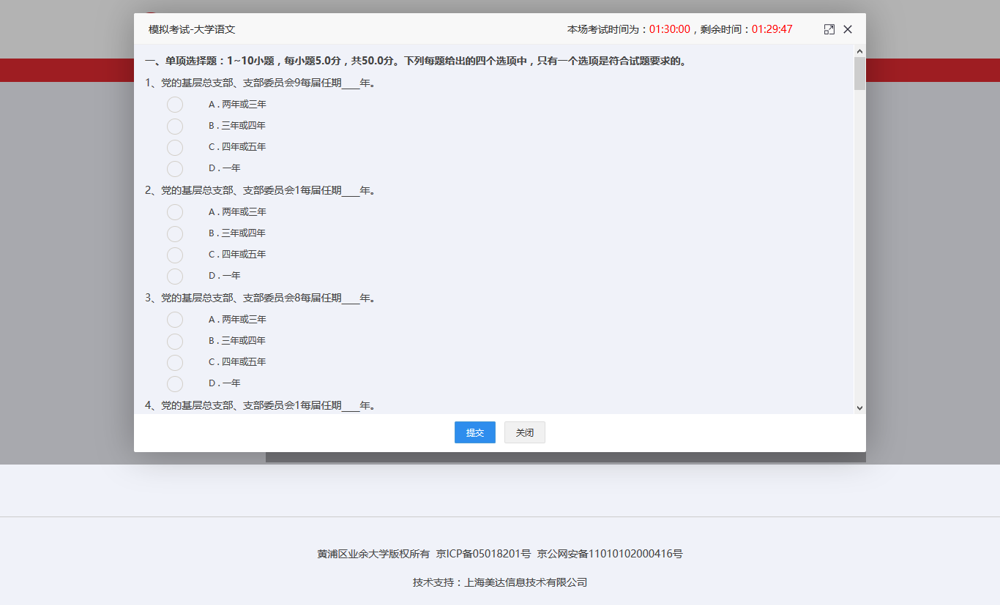 模拟考试-大学语文
本场考试时间为：01:30:00，剩余时间：01:29:47
一、单项选择题：1~10小题，每小题5.0分，共50.0分。下列每题给出的四个选项中，只有一个选项是符合试题要求的。
1、党的基层总支部、支部委员会9每届任期____年。
A . 两年或三年
B . 三年或四年
C . 四年或五年
D . 一年
2、党的基层总支部、支部委员会1每届任期____年。
A . 两年或三年
B . 三年或四年
C . 四年或五年
D . 一年
3、党的基层总支部、支部委员会8每届任期____年。
A . 两年或三年
B . 三年或四年
C . 四年或五年
D . 一年
4、党的基层总支部、支部委员会1每届任期____年。
提交 关闭
黄浦区业余大学版权所有 京ICP备05018201号 京公网安备11010102000416号
技术支持：上海美达信息技术有限公司